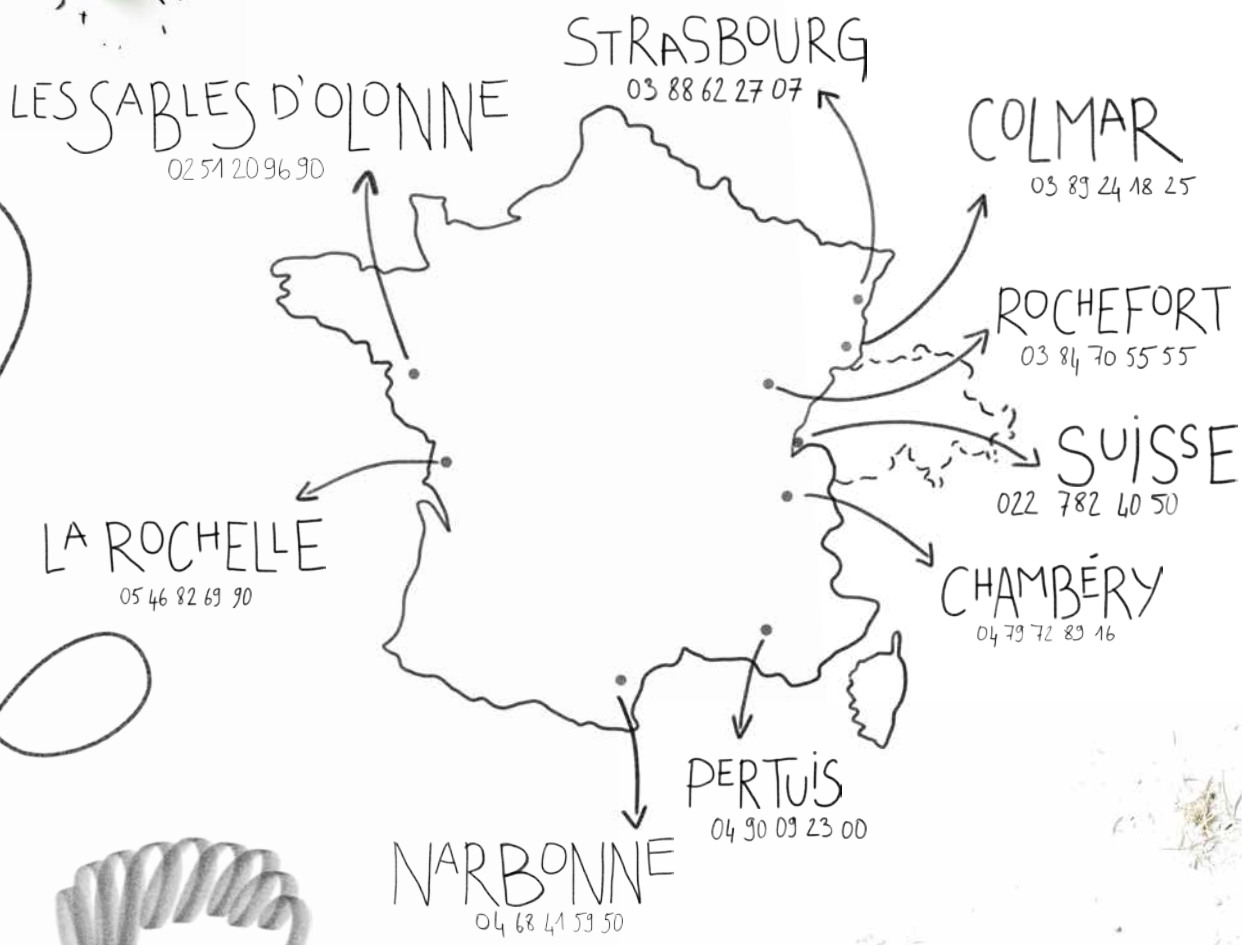 STRASBOURG
03 88 62 27 07
LES SABLES D'OLONNE
02 51 20 96 90
COLMAR
03 89 24 18 25
ROCHEFORT
03 84 70 55 55
SUISSE
022 782 40 50
LA ROCHELLE
05 46 82 69 90
CHAMBÉRY
04 79 72 89 16
PERTUIS
04 90 09 23 00
NARBONNE
04 68 41 59 50